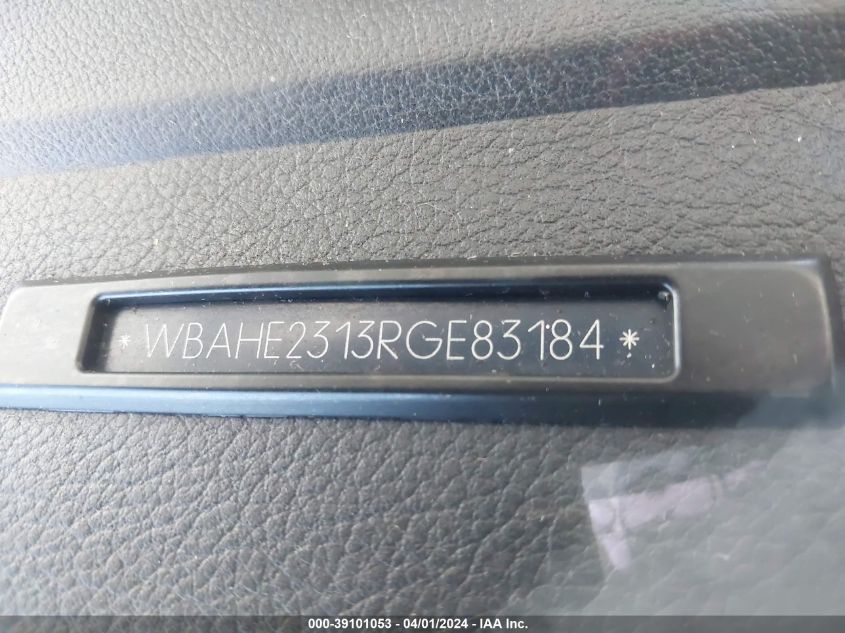 * WBAHE2313RGE83184 *
000-39101053 - 04/01/2024 - IAA Inc.